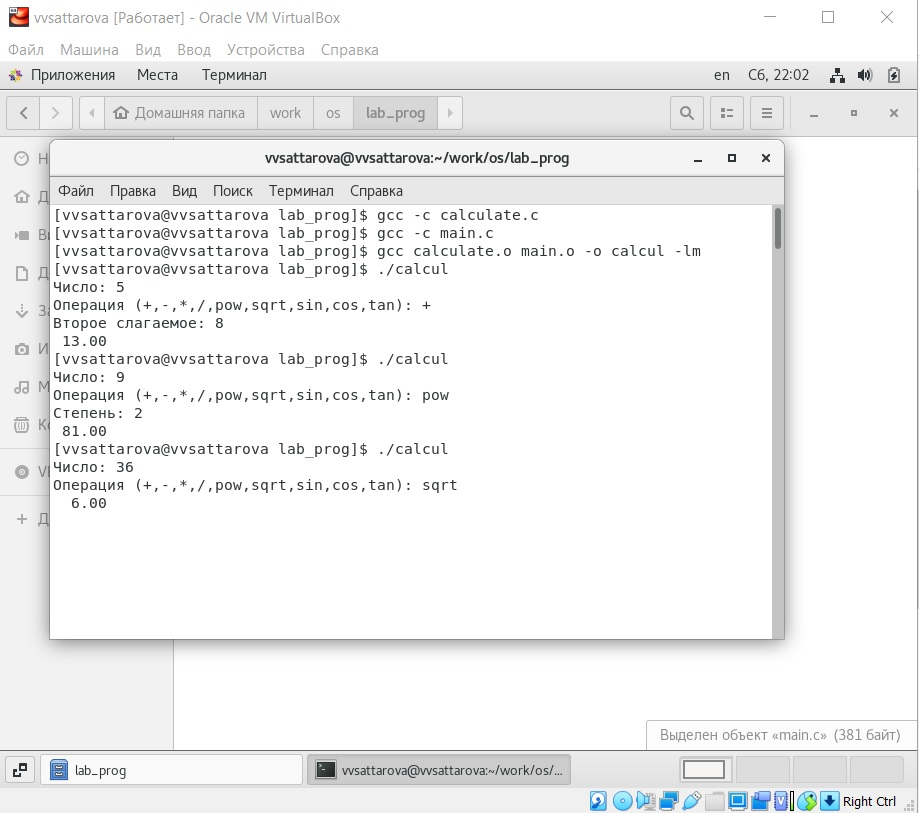 vvsattarova [Работает] - Oracle VM VirtualBox
Файл Машина Вид Ввод Устройства Справка
Приложения Места Терминал en Сб, 22:02
Домашняя папка work os lab_prog
vvsattarova@vvsattarova:~/work/os/lab_prog
Файл Правка Вид Поиск Терминал Справка
[vvsattarova@vvsattarova lab_prog]$ gcc -c calculate.c
[vvsattarova@vvsattarova lab_prog]$ gcc -c main.c
[vvsattarova@vvsattarova lab_prog]$ gcc calculate.o main.o -o calcul -lm
[vvsattarova@vvsattarova lab_prog]$ ./calcul
Число: 5
Операция (+,-,*,/,pow,sqrt,sin,cos,tan): +
Второе слагаемое: 8
13.00
[vvsattarova@vvsattarova lab_prog]$ ./calcul
Число: 9
Операция (+,-,*,/,pow,sqrt,sin,cos,tan): pow
Степень: 2
81.00
[vvsattarova@vvsattarova lab_prog]$ ./calcul
Число: 36
Операция (+,-,*,/,pow,sqrt,sin,cos,tan): sqrt
6.00
Выделен объект «main.c» (381 байт)
lab_prog vvsattarova@vvsattarova:~/work/os/...
Right Ctrl